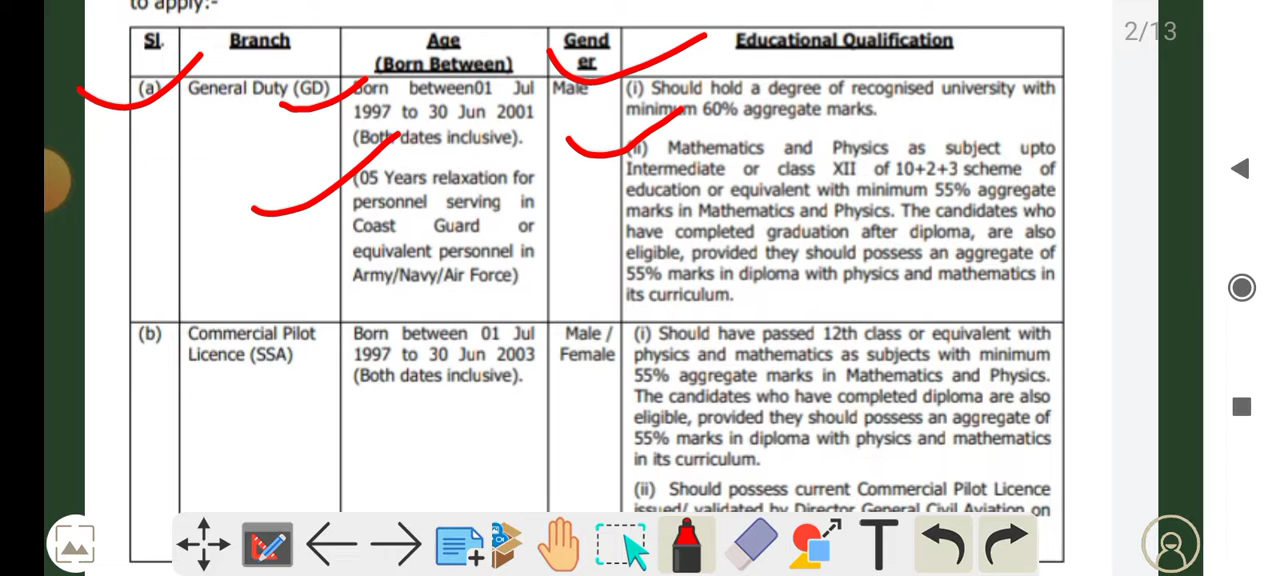 to apply:-
2/13
Sl.
Branch
Age
(Born Between)
Gend
er
Educational Qualification
(a)
General Duty (GD)
Born between01 Jul
1997 to 30 Jun 2001
(Both dates inclusive).
(05 Years relaxation for
personnel serving in
Coast Guard or
equivalent personnel in
Army/Navy/Air Force)
Male
(i) Should hold a degree of recognised university with
minimum 60% aggregate marks.
(ii) Mathematics and Physics as subject upto
Intermediate or class XII of 10+2+3 scheme of
education or equivalent with minimum 55% aggregate
marks in Mathematics and Physics. The candidates who
have completed graduation after diploma, are also
eligible, provided they should possess an aggregate of
55% marks in diploma with physics and mathematics in
its curriculum.
(b)
Commercial Pilot
Licence (SSA)
Born between 01 Jul
1997 to 30 Jun 2003
(Both dates inclusive).
Male /
Female
(i) Should have passed 12th class or equivalent with
physics and mathematics as subjects with minimum
55% aggregate marks in Mathematics and Physics.
The candidates who have completed diploma are also
eligible, provided they should possess an aggregate of
55% marks in diploma with physics and mathematics
in its curriculum.
(ii) Should possess current Commercial Pilot Licence
issued/ validated by Director General Civil Aviation on
T